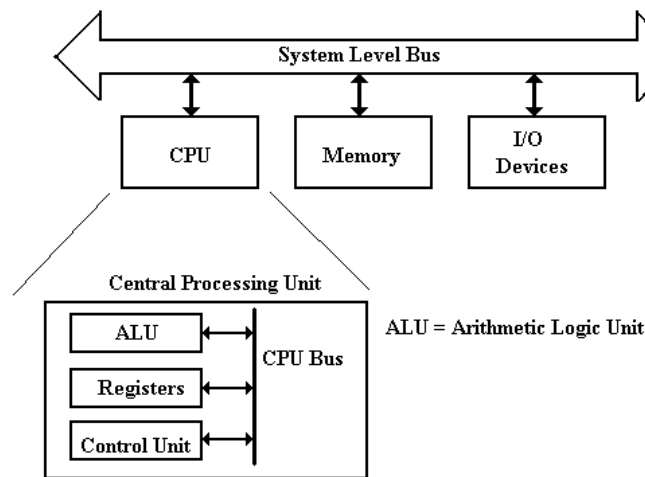 System Level Bus
CPU
Memory
I/O
Devices
Central Processing Unit
ALU
Registers
Control Unit
CPU Bus
ALU = Arithmetic Logic Unit